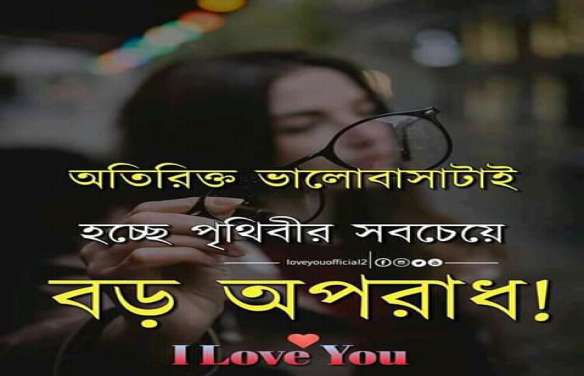 অতিরিক্ত ভালোবাসাটাই
হচ্ছে পৃথিবীর সবচেয়ে
loveyouofficial2
বড় অপরাধ!
I Love You